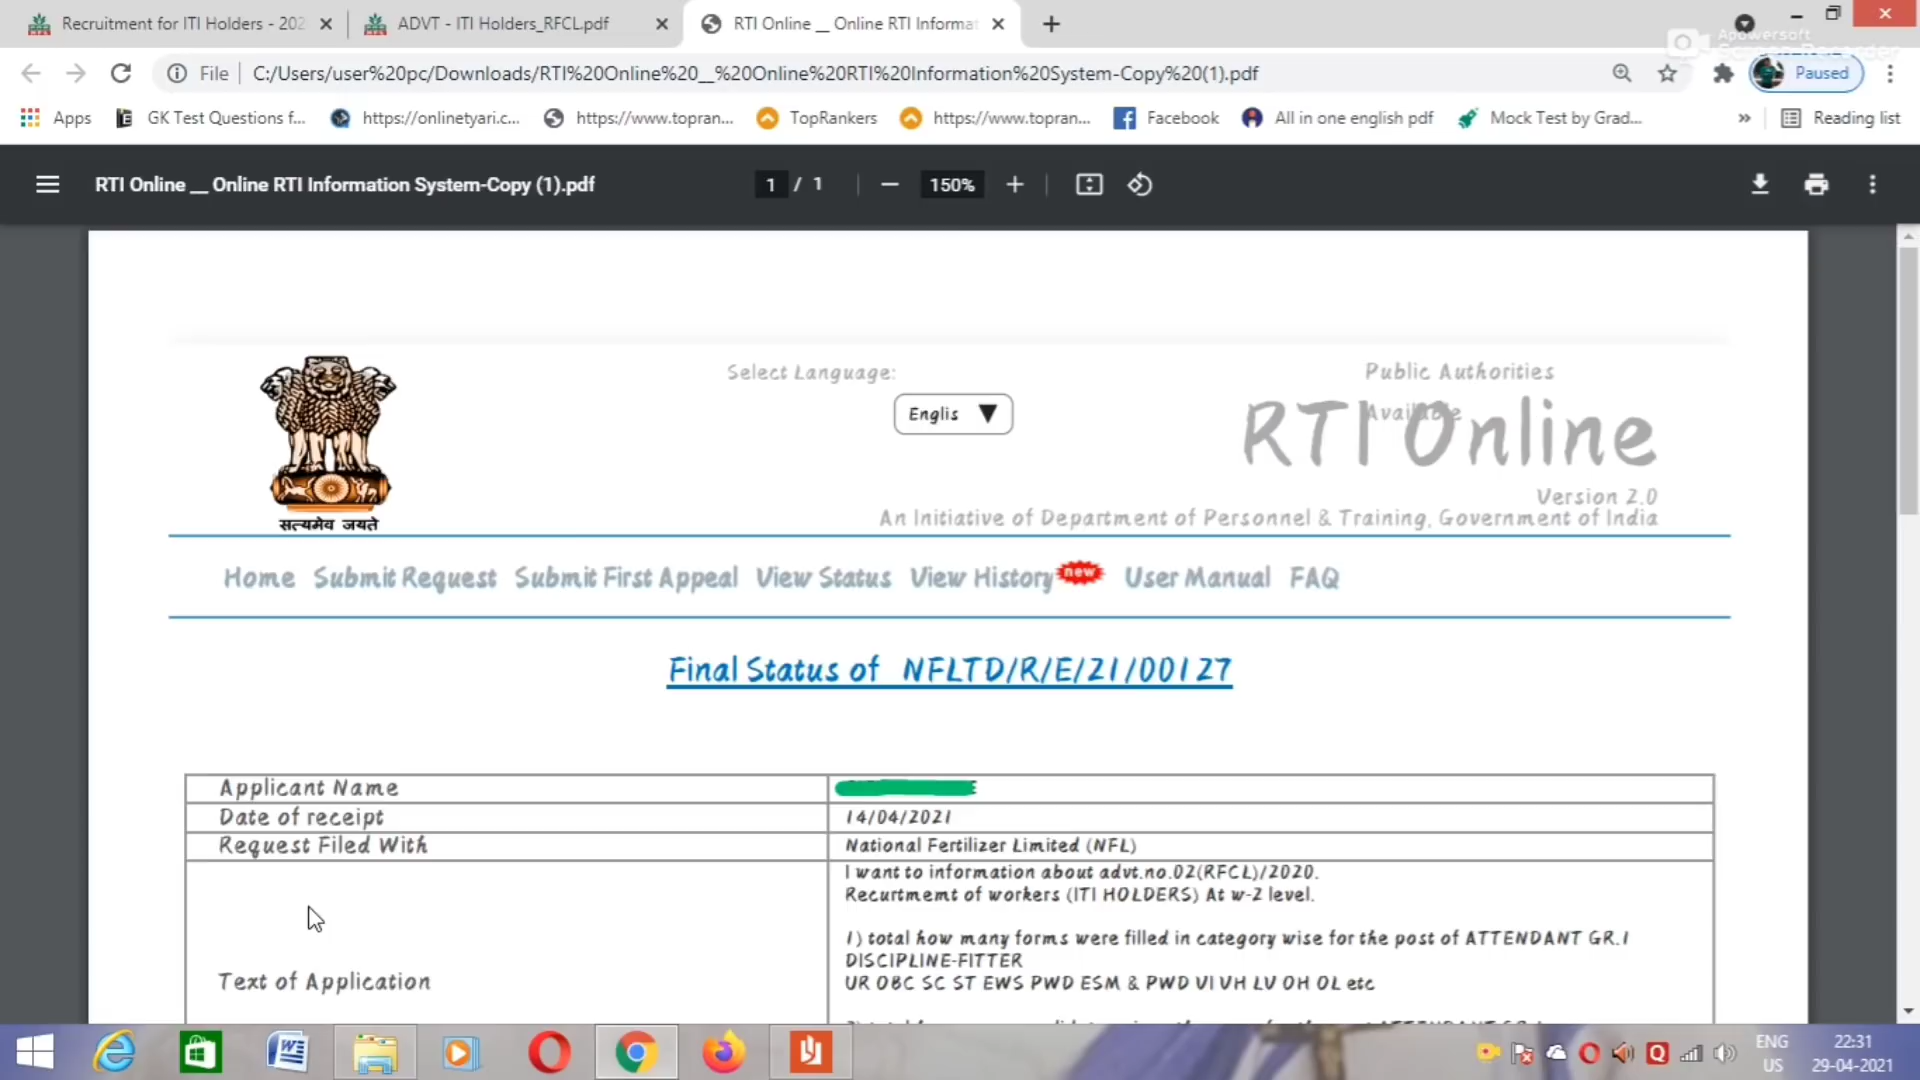 Recruitment for ITI Holders - 202
ADVT - ITI Holders_RFCL.pdf
RTI Online __ Online RTI Informat
Apowersoft
Screen Recorder
File
C:/Users/user%20pc/Downloads/RTI%20Online%20__%20Online%20RTI%20Information%20System-Copy%20(1).pdf
Paused
Apps
GK Test Questions f...
https://onlinetyari.c...
https://www.topran...
TopRankers
https://www.topran...
Facebook
All in one english pdf
Mock Test by Grad...
»
Reading list
RTI Online __ Online RTI Information System-Copy (1).pdf
1 / 1
150%
Select Language:
Englis
Public Authorities
Available
RTI Online
Version 2.0
An Initiative of Department of Personnel & Training, Government of India
सत्यमेव जयते
Home Submit Request Submit First Appeal View Status View History new User Manual FAQ
Final Status of NFLTD/R/E/21/00127
Applicant Name
Date of receipt 14/04/2021
Request Filed With National Fertilizer Limited (NFL)
I want to information about advt.no.02(RFCL)/2020.
Recurtmemt of workers (ITI HOLDERS) At w-2 level.
1) total how many forms were filled in category wise for the post of ATTENDANT GR.I
DISCIPLINE-FITTER
Text of Application
UR OBC SC ST EWS PWD ESM & PWD VI VH LV OH OL etc
ENG
US
22:31
29-04-2021